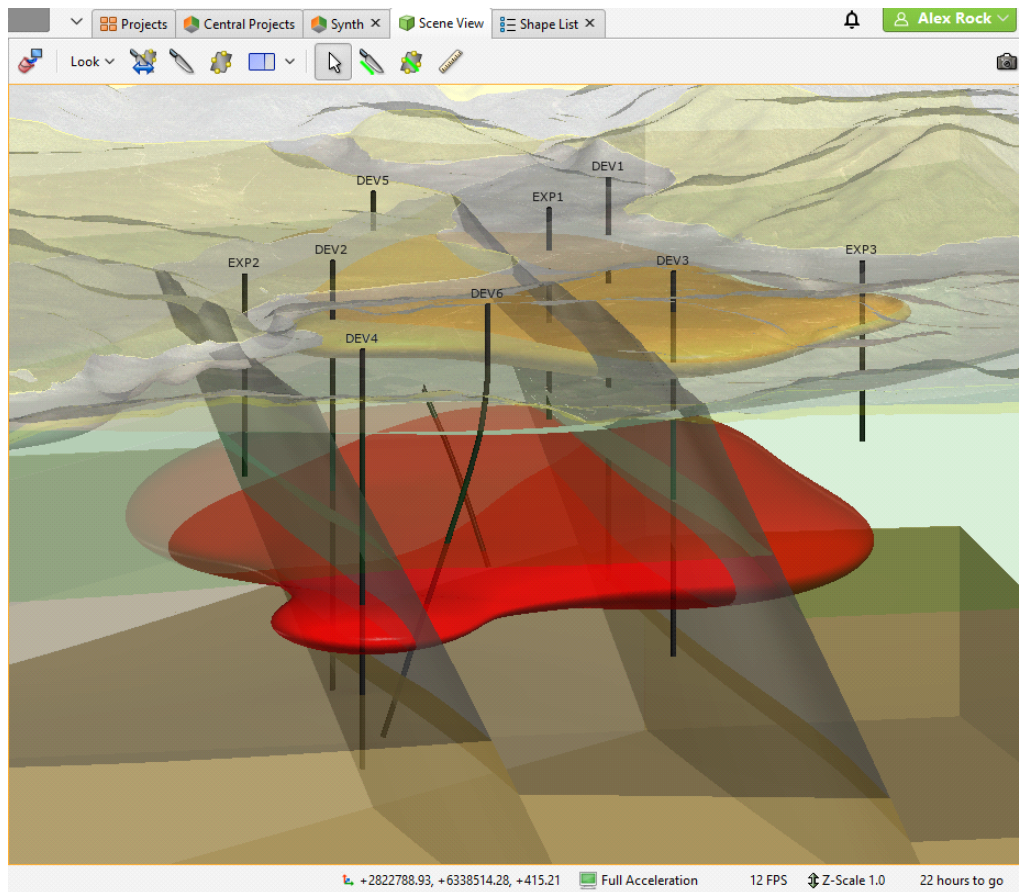 Projects
Central Projects
Synth
Scene View
Shape List
Alex Rock
Look
DEV1
DEV5
EXP1
DEV2
EXP3
DEV3
EXP2
DEV6
DEV4
+2822788.93, +6338514.28, +415.21
Full Acceleration
12 FPS
Z-Scale 1.0
22 hours to go